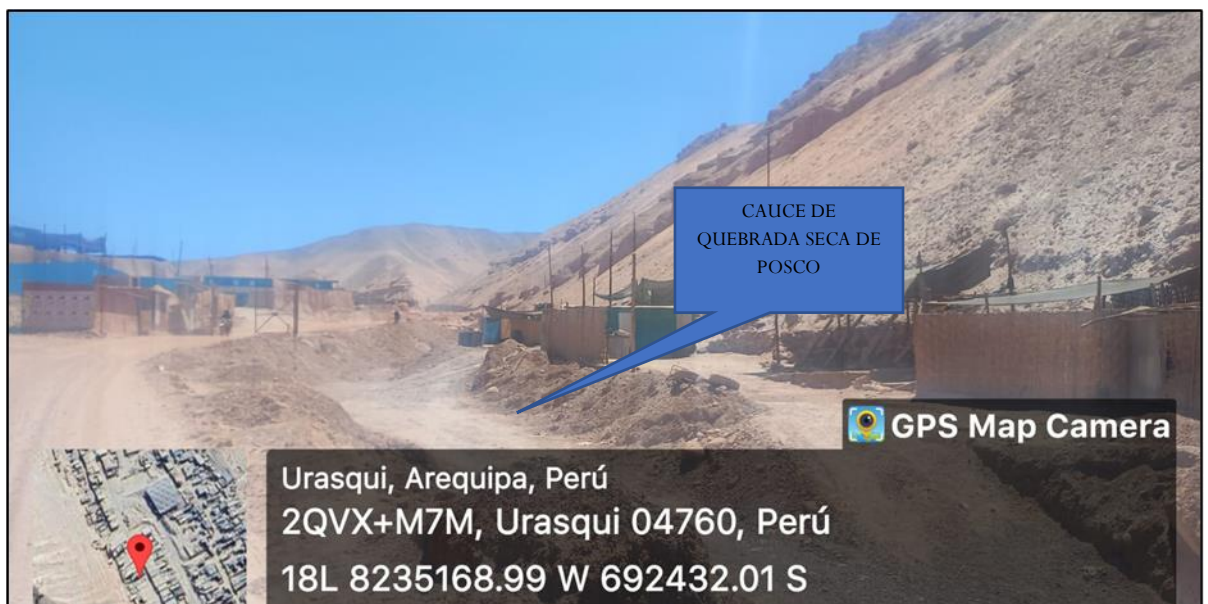 CAUCE DE
QUEBRADA SECA DE
POSCO
GPS Map Camera
Urasqui, Arequipa, Perú
2QVX+M7M, Urasqui 04760, Perú
18L 8235168.99 W 692432.01 S